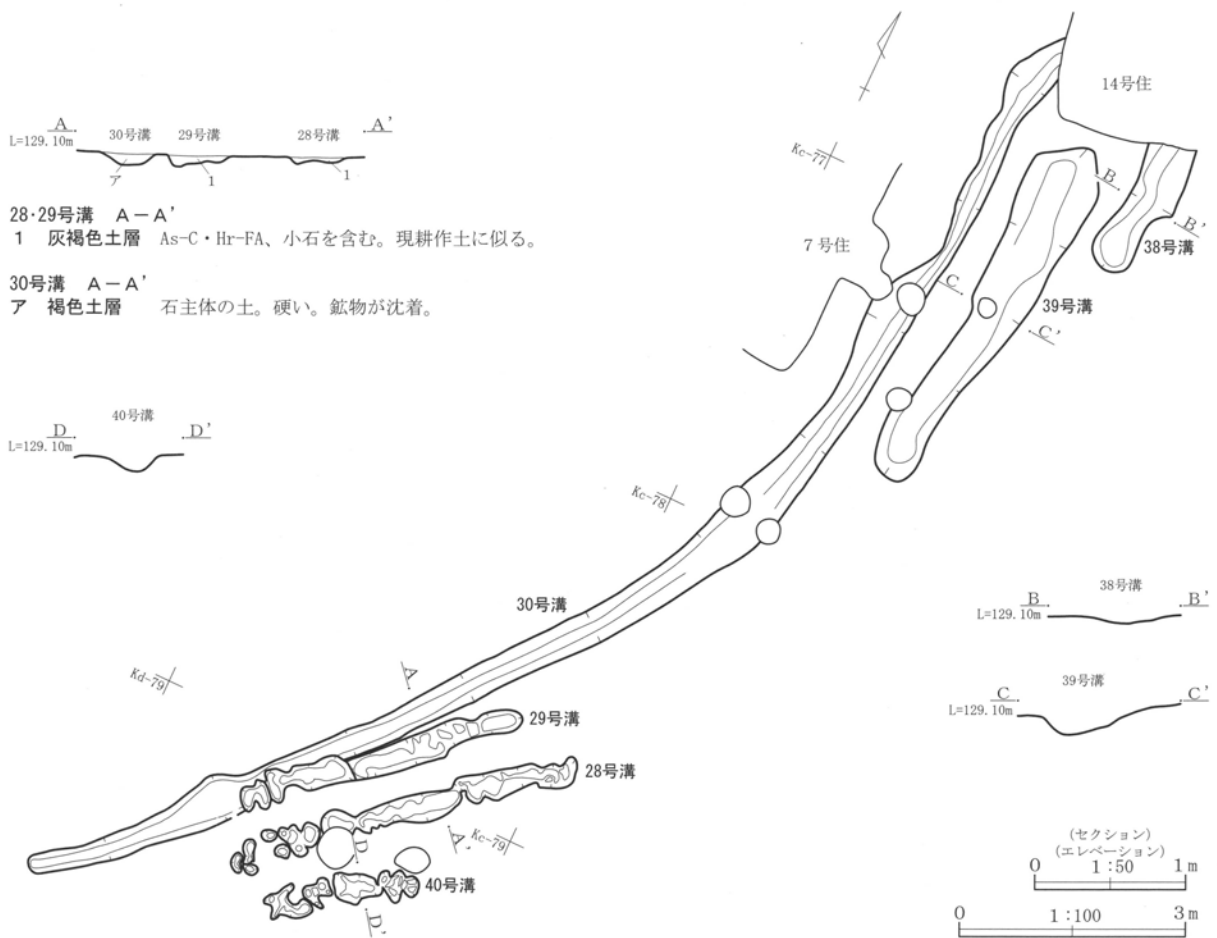 A
A'
L=129.10m
30号溝
29号溝
28号溝
ア
1
1
28・29号溝 A－A'
1 灰褐色土層 As-C・Hr-FA、小石を含む。現耕作土に似る。
30号溝 A－A'
ア 褐色土層 石主体の土。硬い。鉱物が沈着。
40号溝
D
D'
L=129.10m
14号住
Kc-77
7号住
B
B'
38号溝
C
39号溝
C'
Kc-78
30号溝
Kd-79
A
29号溝
28号溝
A'
Kc-79
D
40号溝
D'
38号溝
B
B'
L=129.10m
39号溝
C
C'
L=129.10m
(セクション)
(エレベーション)
0 1:50 1m
0 1:100 3m